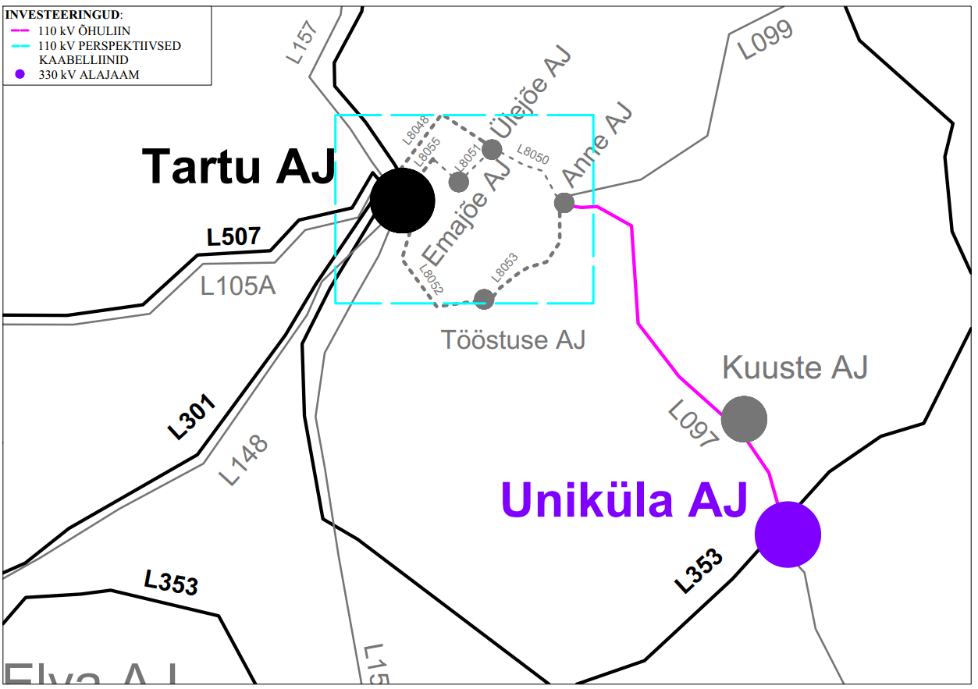 INVESTEERINGUD:
110 kV ÕHULIIN
110 kV PERSPEKTIIVSED
KAABELLIINID
330 kV ALAJAAM
L157
L099
Tartu AJ
L8048
L8055
L8051
Ülejõe AJ
L8050
Anne AJ
Emajõe AJ
L507
L105A
L8052
L8053
Tööstuse AJ
Kuuste AJ
L301
L148
L097
Uniküla AJ
L353
L353
Elva AJ
L15